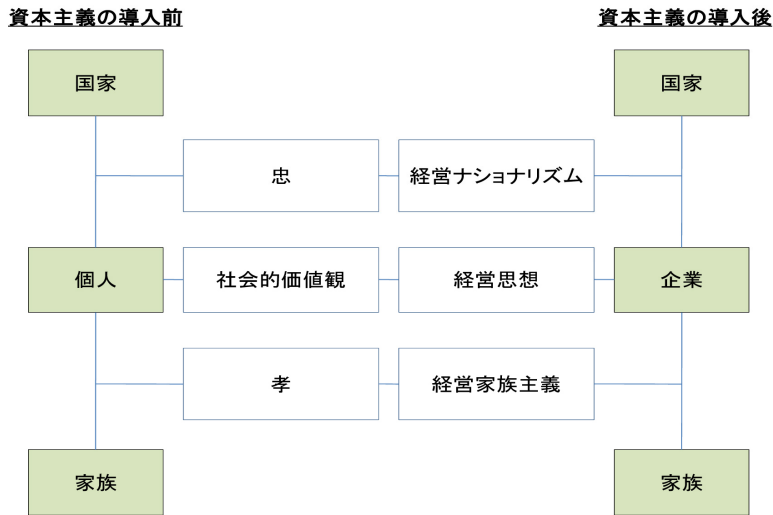 資本主義の導入前
資本主義の導入後
国家
国家
忠
経営ナショナリズム
個人
社会的価値観
経営思想
企業
孝
経営家族主義
家族
家族